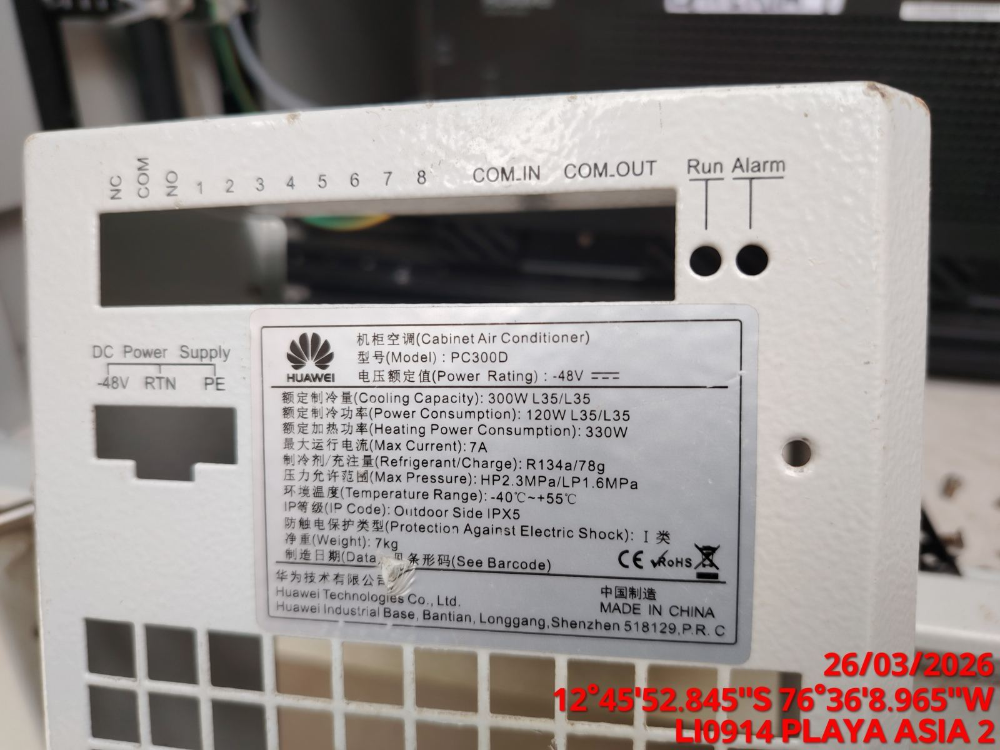 NC COM NO 1 2 3 4 5 6 7 8 COM_IN COM_OUT Run Alarm
DC Power Supply
-48V RTN PE
HUAWEI
机柜空调(Cabinet Air Conditioner)
型号(Model) : PC300D
电压额定值(Power Rating) : -48V
额定制冷量(Cooling Capacity): 300W L35/L35
额定制冷功率(Power Consumption): 120W L35/L35
额定加热功率(Heating Power Consumption): 330W
最大运行电流(Max Current): 7A
制冷剂/充注量(Refrigerant/Charge): R134a/78g
压力允许范围(Max Pressure): HP2.3MPa/LP1.6MPa
环境温度(Temperature Range): -40℃~+55℃
IP等级(IP Code): Outdoor Side IPX5
防触电保护类型(Protection Against Electric Shock): I 类
净重(Weight): 7kg
制造日期(Data 见条形码(See Barcode)
CE RoHS
华为技术有限公司
Huawei Technologies Co., Ltd.
Huawei Industrial Base, Bantian, Longgang, Shenzhen 518129, P.R. C
中国制造
MADE IN CHINA
26/03/2026
12°45'52.845"S 76°36'8.965"W
LI0914 PLAYA ASIA 2